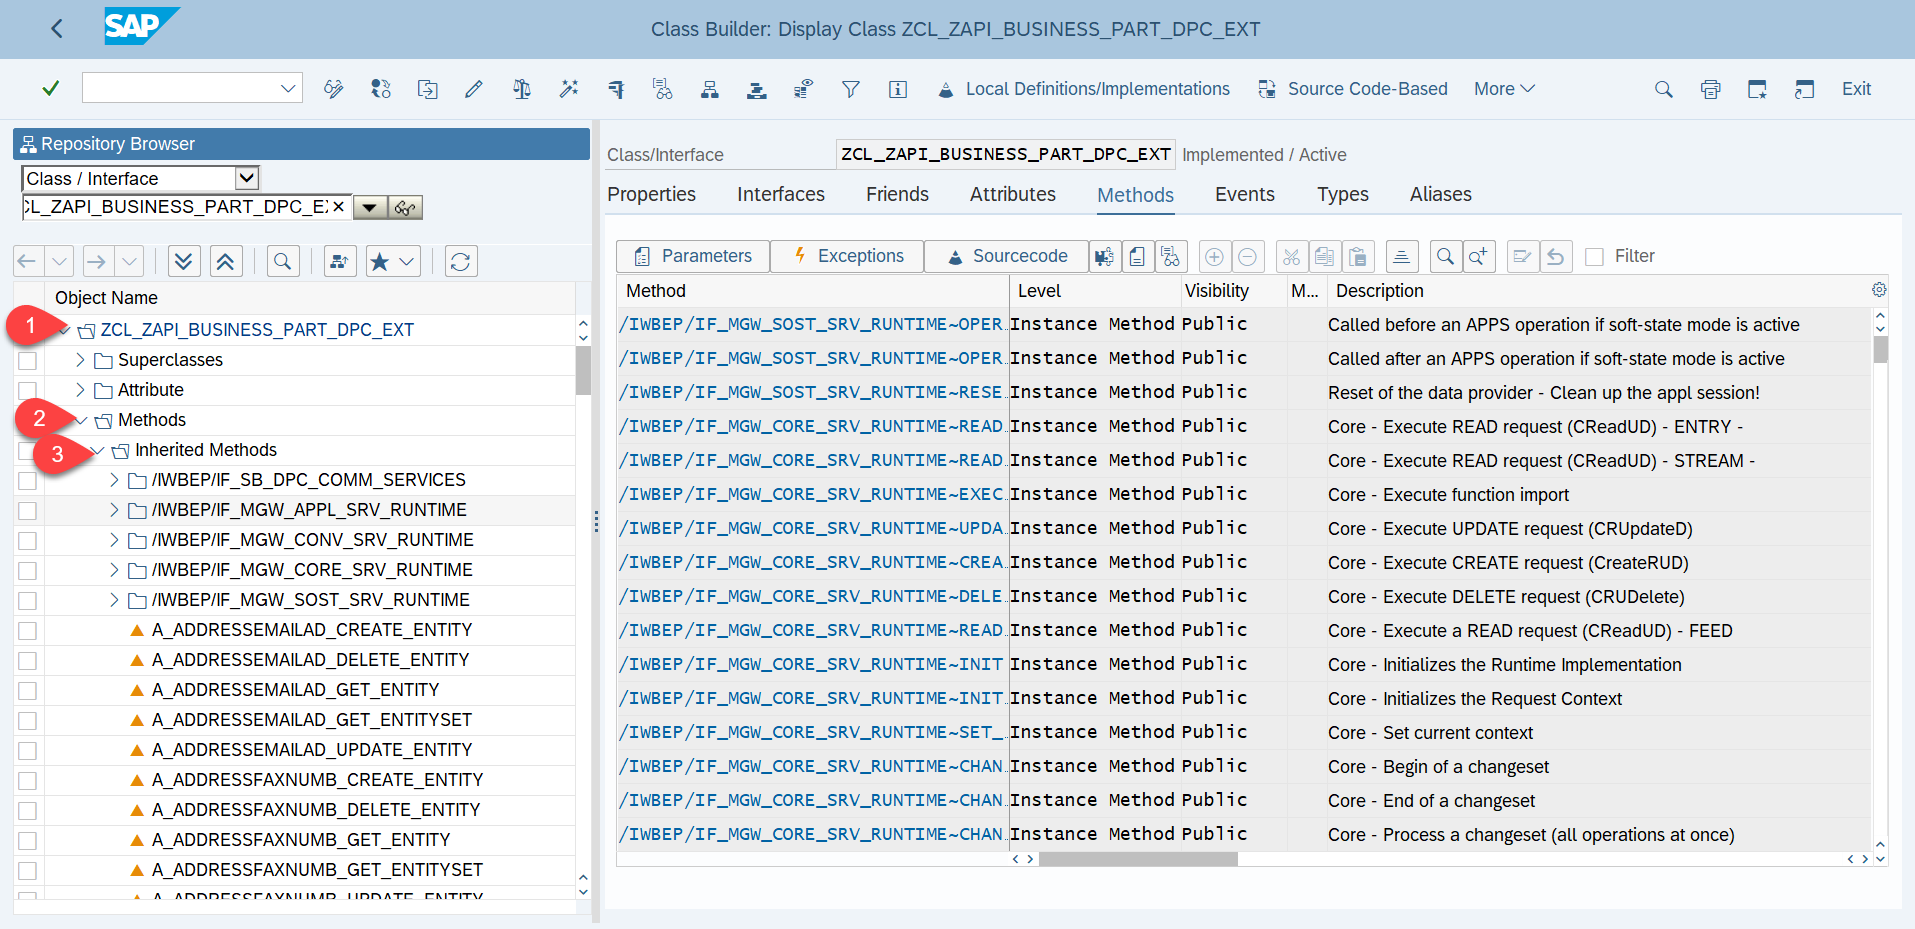 SAP
Class Builder: Display Class ZCL_ZAPI_BUSINESS_PART_DPC_EXT
Local Definitions/Implementations
Source Code-Based
More
Exit
Repository Browser
Class / Interface
CL_ZAPI_BUSINESS_PART_DPC_E
Object Name
1
ZCL_ZAPI_BUSINESS_PART_DPC_EXT
Superclasses
Attribute
2
Methods
3
Inherited Methods
/IWBEP/IF_SB_DPC_COMM_SERVICES
/IWBEP/IF_MGW_APPL_SRV_RUNTIME
/IWBEP/IF_MGW_CONV_SRV_RUNTIME
/IWBEP/IF_MGW_CORE_SRV_RUNTIME
/IWBEP/IF_MGW_SOST_SRV_RUNTIME
A_ADDRESSEMAILAD_CREATE_ENTITY
A_ADDRESSEMAILAD_DELETE_ENTITY
A_ADDRESSEMAILAD_GET_ENTITY
A_ADDRESSEMAILAD_GET_ENTITYSET
A_ADDRESSEMAILAD_UPDATE_ENTITY
A_ADDRESSFAXNUMB_CREATE_ENTITY
A_ADDRESSFAXNUMB_DELETE_ENTITY
A_ADDRESSFAXNUMB_GET_ENTITY
A_ADDRESSFAXNUMB_GET_ENTITYSET
A_ADDRESSFAXNUMB_UPDATE_ENTITY
Class/Interface ZCL_ZAPI_BUSINESS_PART_DPC_EXT Implemented / Active
Properties Interfaces Friends Attributes Methods Events Types Aliases
Parameters Exceptions Sourcecode Filter
Method Level Visibility M... Description
/IWBEP/IF_MGW_SOST_SRV_RUNTIME~OPER... Instance Method Public Called before an APPS operation if soft-state mode is active
/IWBEP/IF_MGW_SOST_SRV_RUNTIME~OPER... Instance Method Public Called after an APPS operation if soft-state mode is active
/IWBEP/IF_MGW_SOST_SRV_RUNTIME~RESE... Instance Method Public Reset of the data provider - Clean up the appl session!
/IWBEP/IF_MGW_CORE_SRV_RUNTIME~READ... Instance Method Public Core - Execute READ request (CReadUD) - ENTRY -
/IWBEP/IF_MGW_CORE_SRV_RUNTIME~READ... Instance Method Public Core - Execute READ request (CReadUD) - STREAM -
/IWBEP/IF_MGW_CORE_SRV_RUNTIME~EXEC... Instance Method Public Core - Execute function import
/IWBEP/IF_MGW_CORE_SRV_RUNTIME~UPDA... Instance Method Public Core - Execute UPDATE request (CRUpdateD)
/IWBEP/IF_MGW_CORE_SRV_RUNTIME~CREA... Instance Method Public Core - Execute CREATE request (CreateRUD)
/IWBEP/IF_MGW_CORE_SRV_RUNTIME~DELE... Instance Method Public Core - Execute DELETE request (CRUDelete)
/IWBEP/IF_MGW_CORE_SRV_RUNTIME~READ... Instance Method Public Core - Execute a READ request (CReadUD) - FEED
/IWBEP/IF_MGW_CORE_SRV_RUNTIME~INIT... Instance Method Public Core - Initializes the Runtime Implementation
/IWBEP/IF_MGW_CORE_SRV_RUNTIME~INIT... Instance Method Public Core - Initializes the Request Context
/IWBEP/IF_MGW_CORE_SRV_RUNTIME~SET_... Instance Method Public Core - Set current context
/IWBEP/IF_MGW_CORE_SRV_RUNTIME~CHAN... Instance Method Public Core - Begin of a changeset
/IWBEP/IF_MGW_CORE_SRV_RUNTIME~CHAN... Instance Method Public Core - End of a changeset
/IWBEP/IF_MGW_CORE_SRV_RUNTIME~CHAN... Instance Method Public Core - Process a changeset (all operations at once)